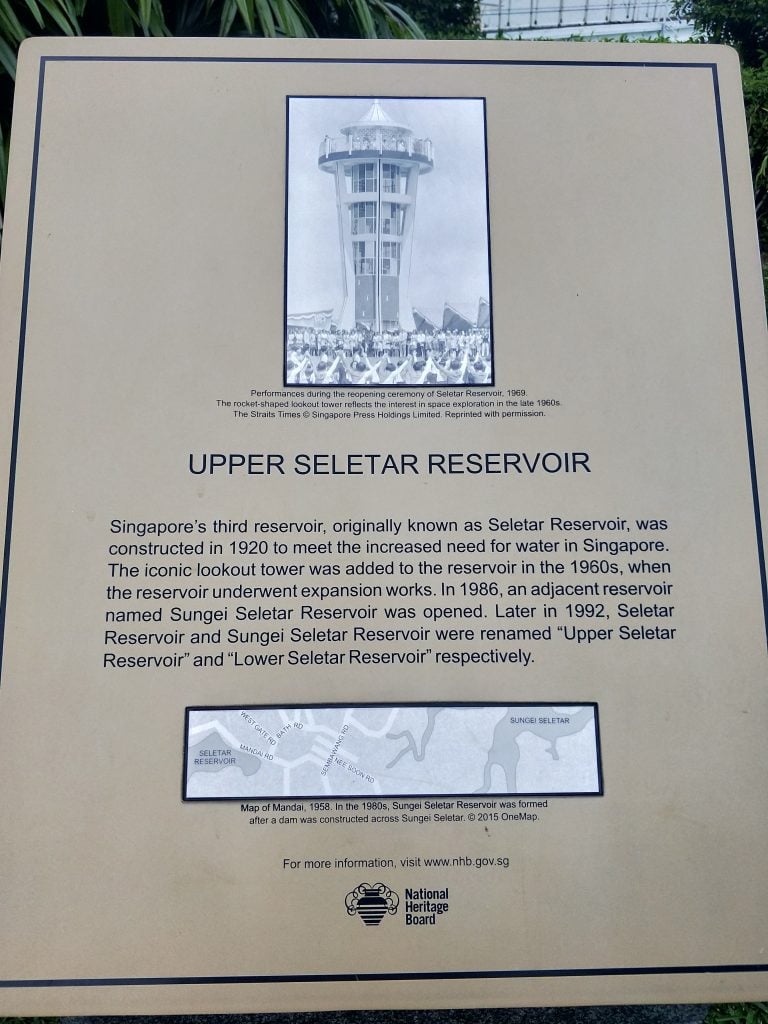 Performances during the reopening ceremony of Seletar Reservoir, 1969.
The rocket-shaped lookout tower reflects the interest in space exploration in the late 1960s.
The Straits Times © Singapore Press Holdings Limited. Reprinted with permission.
UPPER SELETAR RESERVOIR
Singapore's third reservoir, originally known as Seletar Reservoir, was
constructed in 1920 to meet the increased need for water in Singapore.
The iconic lookout tower was added to the reservoir in the 1960s, when
the reservoir underwent expansion works. In 1986, an adjacent reservoir
named Sungei Seletar Reservoir was opened. Later in 1992, Seletar
Reservoir and Sungei Seletar Reservoir were renamed “Upper Seletar
Reservoir” and “Lower Seletar Reservoir” respectively.
WEST GATE RD
BATH RD
SUNGEI SELETAR
SELETAR
RESERVOIR
MANDAI RD
SEMBAWANG RD
NEE SOON RD
Map of Mandai, 1958. In the 1980s, Sungei Seletar Reservoir was formed
after a dam was constructed across Sungei Seletar. © 2015 OneMap.
For more information, visit www.nhb.gov.sg
National
Heritage
Board